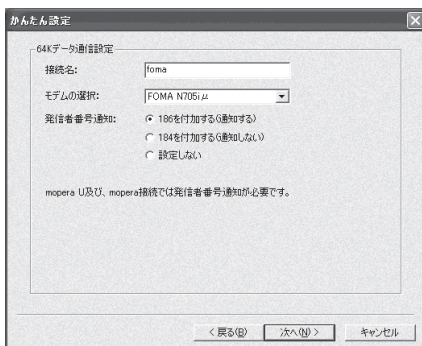 かんたん設定
64Kデータ通信設定
接続名: foma
モデムの選択: FOMA N705iμ
発信者番号通知: 186を付加する(通知する)
184を付加する(通知しない)
設定しない
mopera U及び、mopera接続では発信者番号通知が必要です。
< 戻る(B) 次へ(N) > キャンセル